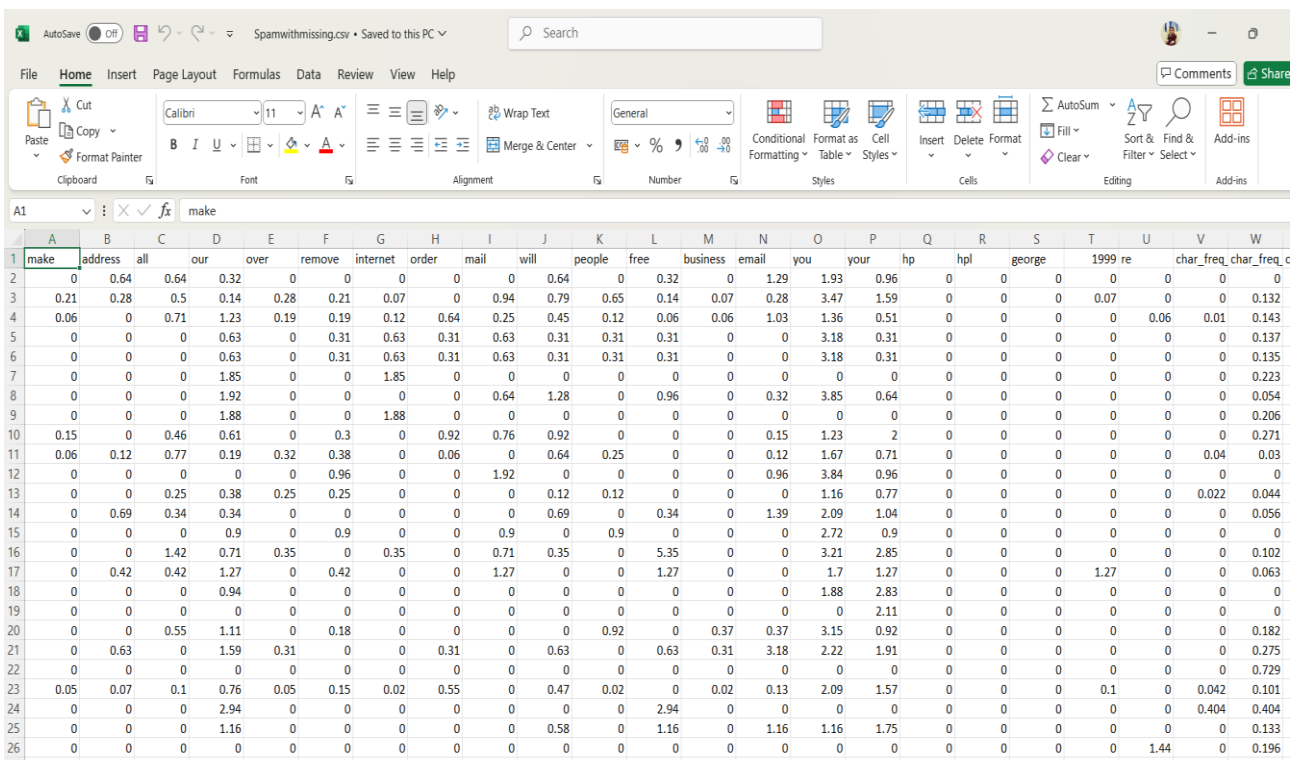 AutoSave Off Spamwithmissing.csv • Saved to this PC Search
File Home Insert Page Layout Formulas Data Review View Help Comments Share
Paste Cut Copy Format Painter Calibri 11 A A B I U A Wrap Text Merge & Center General % 9 Conditional Formatting Format as Table Cell Styles Insert Delete Format AutoSum Fill Clear Sort & Filter Find & Select Add-ins
Clipboard Font Alignment Number Styles Cells Editing Add-ins
A1 fx make
A B C D E F G H I J K L M N O P Q R S T U V W
1 make address all our over remove internet order mail will people free business email you your hp hpl george 1999 re char_freq_ char_freq_ c
2 0 0.64 0.64 0.32 0 0 0 0 0 0.64 0 0.32 0 1.29 1.93 0.96 0 0 0 0 0 0 0
3 0.21 0.28 0.5 0.14 0.28 0.21 0.07 0 0.94 0.79 0.65 0.14 0.07 0.28 3.47 1.59 0 0 0 0.07 0 0 0.132
4 0.06 0 0.71 1.23 0.19 0.19 0.12 0.64 0.25 0.45 0.12 0.06 0.06 1.03 1.36 0.51 0 0 0 0 0.06 0.01 0.143
5 0 0 0 0.63 0 0.31 0.63 0.31 0.63 0.31 0.31 0.31 0 0 3.18 0.31 0 0 0 0 0 0 0.137
6 0 0 0 0.63 0 0.31 0.63 0.31 0.63 0.31 0.31 0.31 0 0 3.18 0.31 0 0 0 0 0 0 0.135
7 0 0 0 1.85 0 0 1.85 0 0 0 0 0 0 0 0 0 0 0 0 0 0 0 0.223
8 0 0 0 1.92 0 0 0 0 0.64 1.28 0 0.96 0 0.32 3.85 0.64 0 0 0 0 0 0 0.054
9 0 0 0 1.88 0 0 1.88 0 0 0 0 0 0 0 0 0 0 0 0 0 0 0 0.206
10 0.15 0 0.46 0.61 0 0.3 0 0.92 0.76 0.92 0 0 0 0.15 1.23 2 0 0 0 0 0 0 0.271
11 0.06 0.12 0.77 0.19 0.32 0.38 0 0.06 0 0.64 0.25 0 0 0.12 1.67 0.71 0 0 0 0 0 0.04 0.03
12 0 0 0 0 0 0.96 0 0 1.92 0 0 0 0 0.96 3.84 0.96 0 0 0 0 0 0 0
13 0 0 0.25 0.38 0.25 0.25 0 0 0 0.12 0.12 0 0 0 1.16 0.77 0 0 0 0 0 0.022 0.044
14 0 0.69 0.34 0.34 0 0 0 0 0 0.69 0 0.34 0 1.39 2.09 1.04 0 0 0 0 0 0 0.056
15 0 0 0 0.9 0 0.9 0 0 0.9 0 0.9 0 0 0 2.72 0.9 0 0 0 0 0 0 0
16 0 0 1.42 0.71 0.35 0 0.35 0 0.71 0.35 0 5.35 0 0 3.21 2.85 0 0 0 0 0 0 0.102
17 0 0.42 0.42 1.27 0 0.42 0 0 1.27 0 0 1.27 0 0 1.7 1.27 0 0 0 1.27 0 0 0.063
18 0 0 0 0.94 0 0 0 0 0 0 0 0 0 0 1.88 2.83 0 0 0 0 0 0 0
19 0 0 0 0 0 0 0 0 0 0 0 0 0 0 0 2.11 0 0 0 0 0 0 0
20 0 0 0.55 1.11 0 0.18 0 0 0 0 0.92 0 0.37 0.37 3.15 0.92 0 0 0 0 0 0 0.182
21 0 0.63 0 1.59 0.31 0 0 0.31 0 0.63 0 0.63 0.31 3.18 2.22 1.91 0 0 0 0 0 0 0.275
22 0 0 0 0 0 0 0 0 0 0 0 0 0 0 0 0 0 0 0 0 0 0 0.729
23 0.05 0.07 0.1 0.76 0.05 0.15 0.02 0.55 0 0.47 0.02 0 0.02 0.13 2.09 1.57 0 0 0 0.1 0 0.042 0.101
24 0 0 0 2.94 0 0 0 0 0 0 0 2.94 0 0 0 0 0 0 0 0 0 0.404 0.404
25 0 0 0 1.16 0 0 0 0 0 0.58 0 1.16 0 1.16 1.16 1.75 0 0 0 0 0 0 0.133
26 0 0 0 0 0 0 0 0 0 0 0 0 0 0 0 0 0 0 0 0 1.44 0 0.196